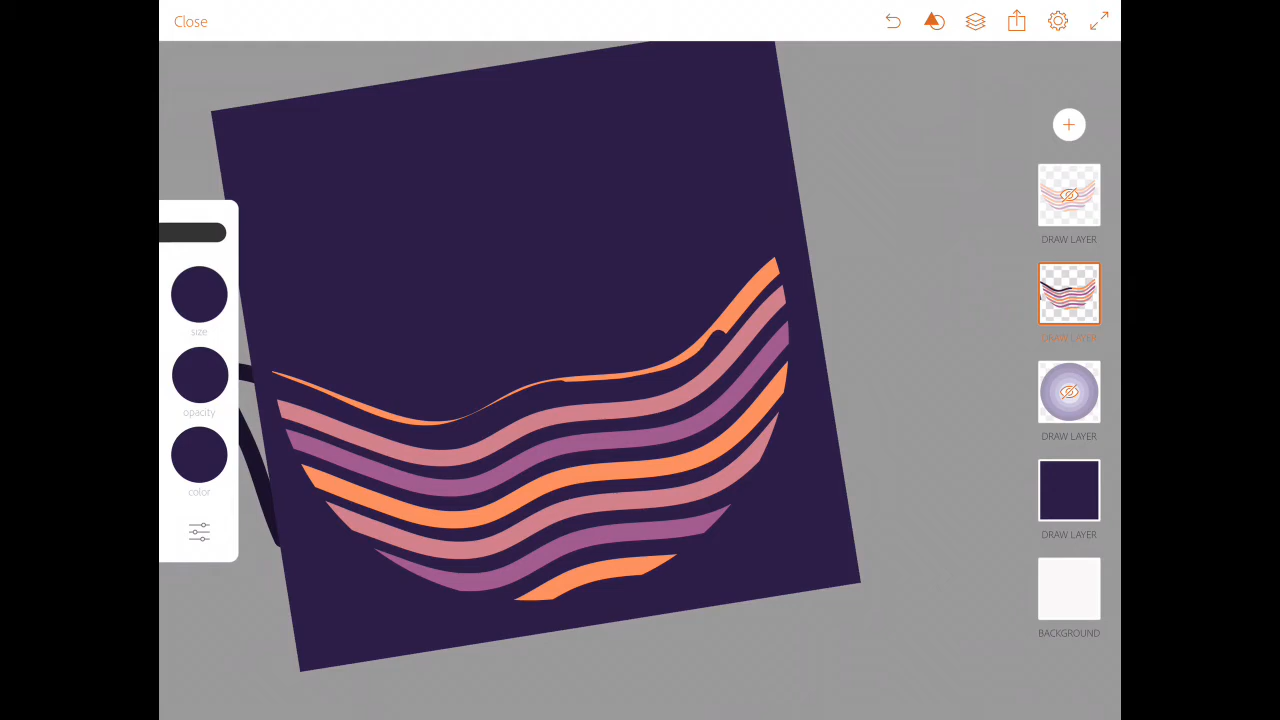 Close
size
opacity
color
DRAW LAYER
DRAW LAYER
DRAW LAYER
DRAW LAYER
BACKGROUND